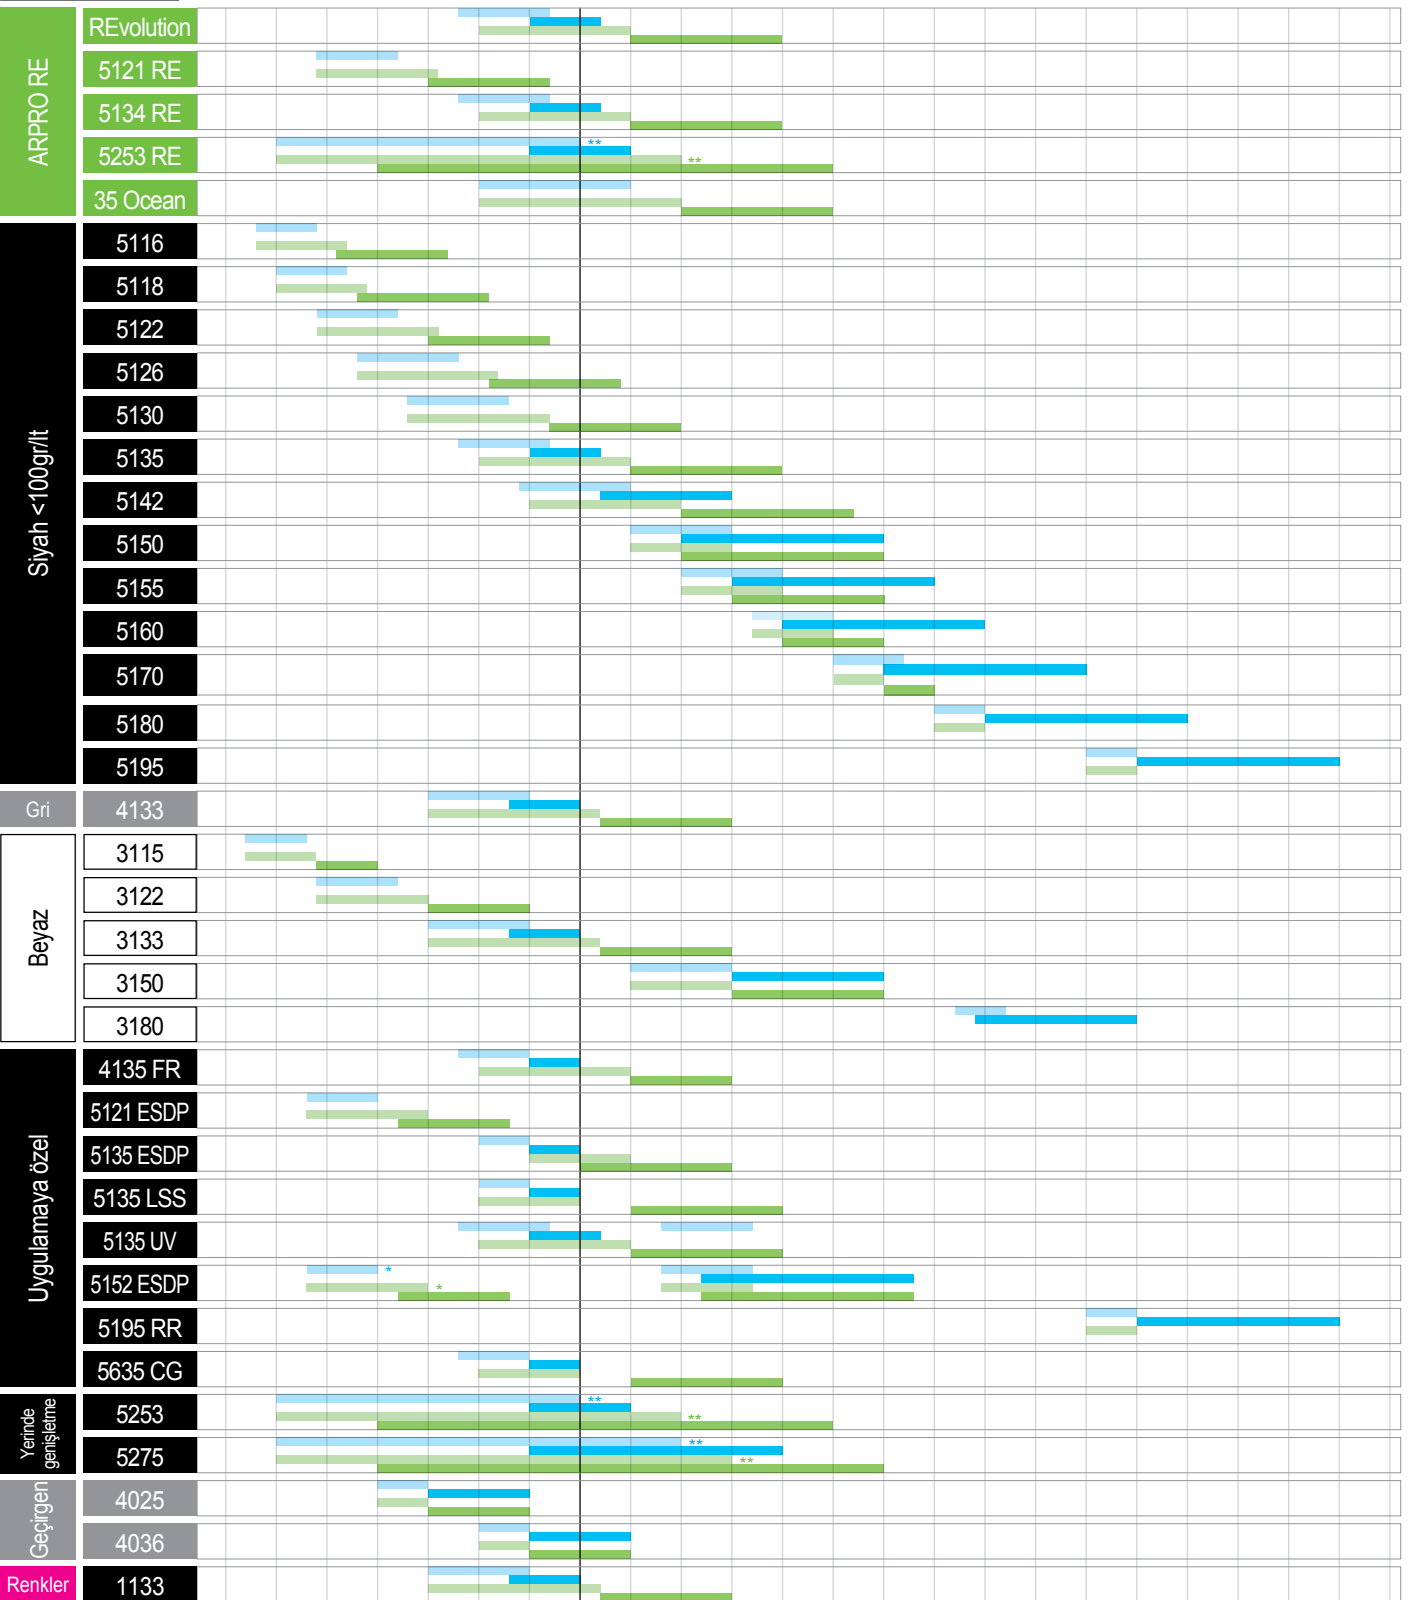 ARPRO RE
REvolution
5121 RE
5134 RE
5253 RE
**
**
35 Ocean
Siyah <100gr/lt
5116
5118
5122
5126
5130
5135
5142
5150
5155
5160
5170
5180
5195
Gri
4133
Beyaz
3115
3122
3133
3150
3180
Uygulamaya özel
4135 FR
5121 ESDP
5135 ESDP
5135 LSS
5135 UV
5152 ESDP
*
*
5195 RR
5635 CG
Yerinde
genişletme
5253
**
**
5275
**
**
Geçirgen
4025
4036
Renkler
1133